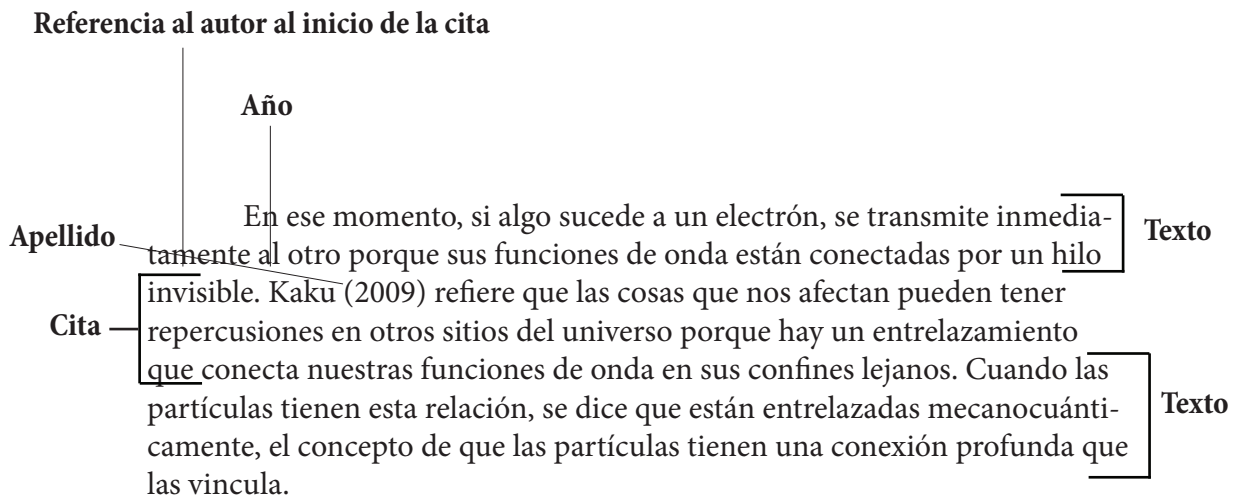 Referencia al autor al inicio de la cita
Año
En ese momento, si algo sucede a un electrón, se transmite inmedia-
Texto
Apellido
tamente al otro porque sus funciones de onda están conectadas por un hilo
invisible. Kaku (2009) refiere que las cosas que nos afectan pueden tener
Cita
repercusiones en otros sitios del universo porque hay un entrelazamiento
que conecta nuestras funciones de onda en sus confines lejanos. Cuando las
partículas tienen esta relación, se dice que están entrelazadas mecanocuánti-
Texto
camente, el concepto de que las partículas tienen una conexión profunda que
las vincula.